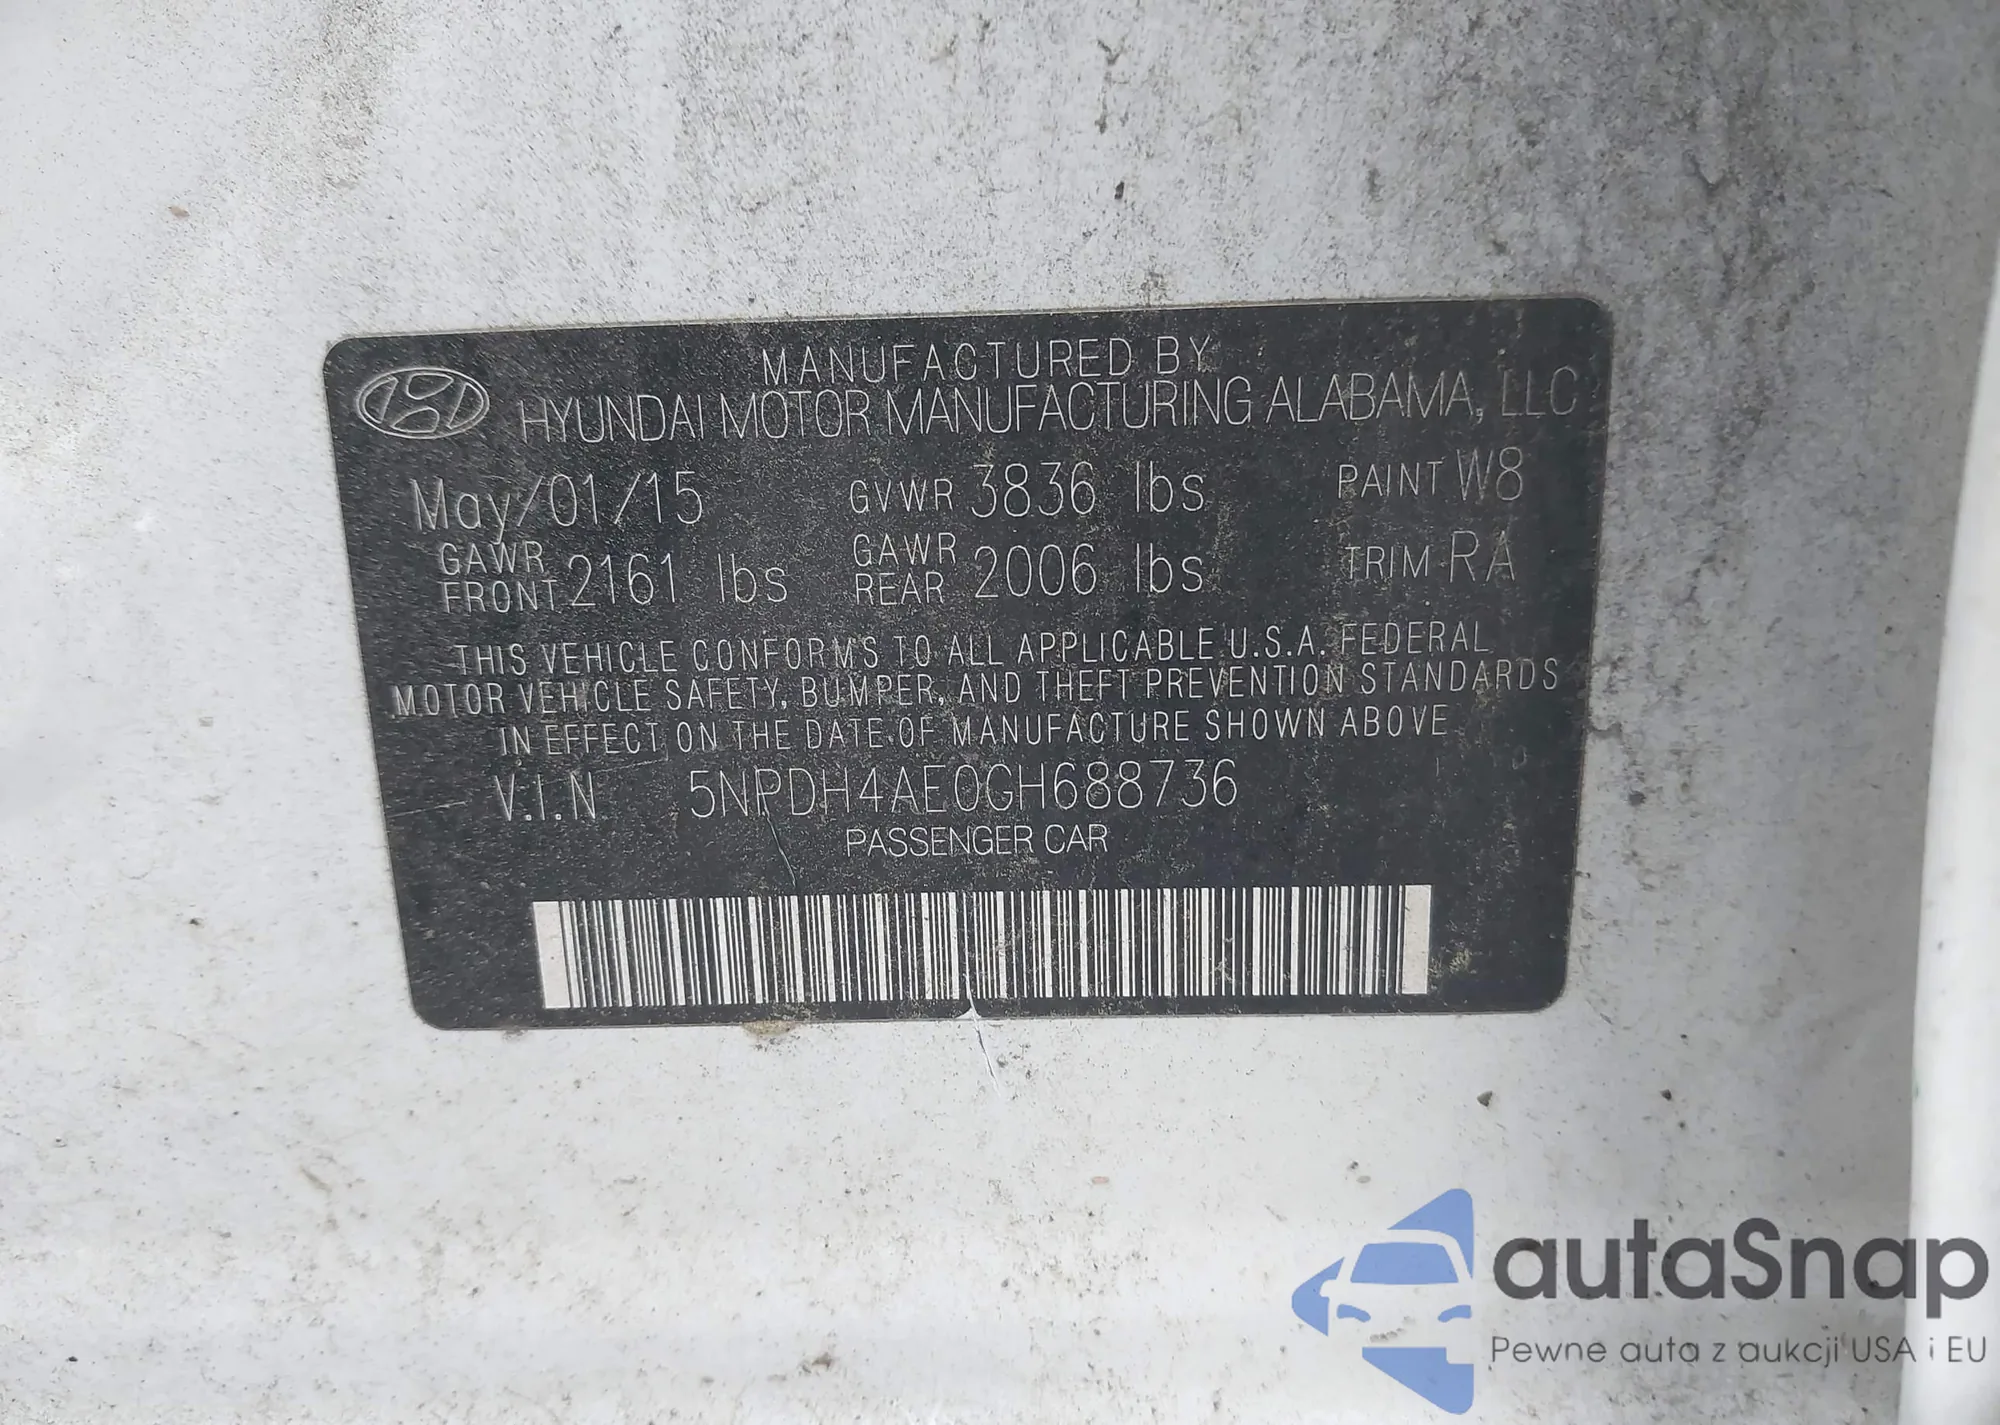 MANUFACTURED BY
HYUNDAI MOTOR MANUFACTURING ALABAMA, LLC
May/01/15 GVWR 3836 lbs PAINT W8
GAWR FRONT 2161 lbs GAWR REAR 2006 lbs TRIM RA
THIS VEHICLE CONFORMS TO ALL APPLICABLE U.S.A. FEDERAL
MOTOR VEHICLE SAFETY, BUMPER, AND THEFT PREVENTION STANDARDS
IN EFFECT ON THE DATE OF MANUFACTURE SHOWN ABOVE
V.I.N 5NPDH4AE0GH688736
PASSENGER CAR
autaSnap
Pewne auta z aukcji USA i EU